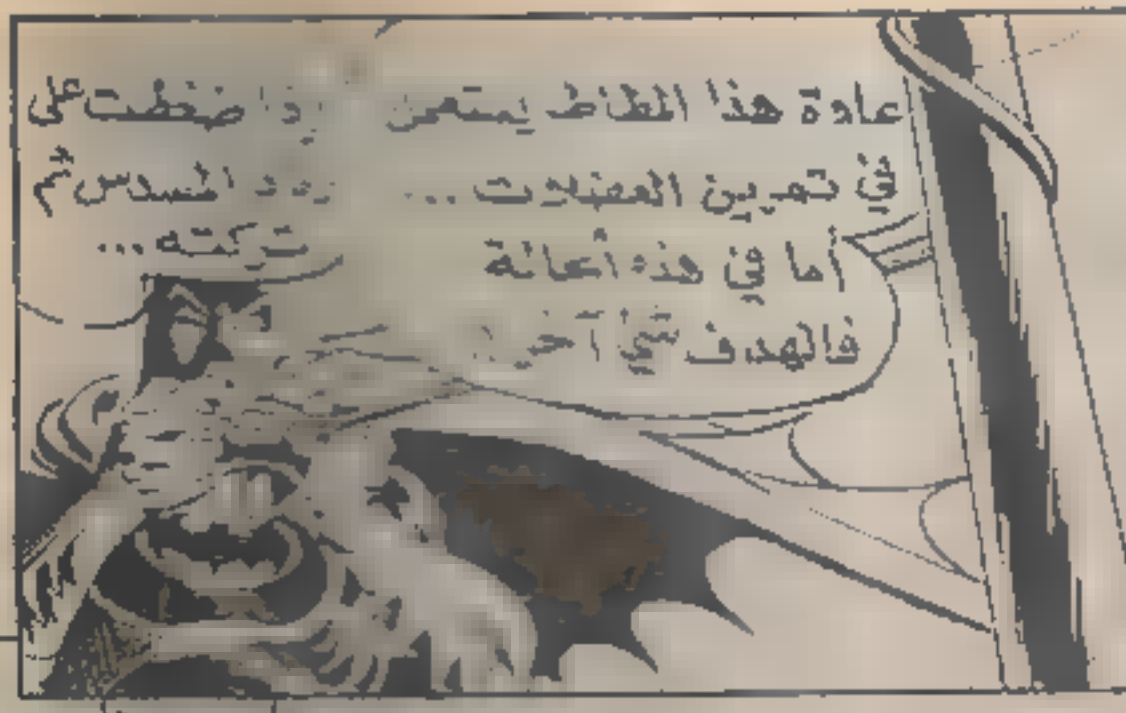 عادة هذا المطاط يستعمل
في تمرين العضلات ...
أما في هذه الحالة
فالهدف شيء آخر
إذا ضغطت على
المسدس ثم
تركته ...